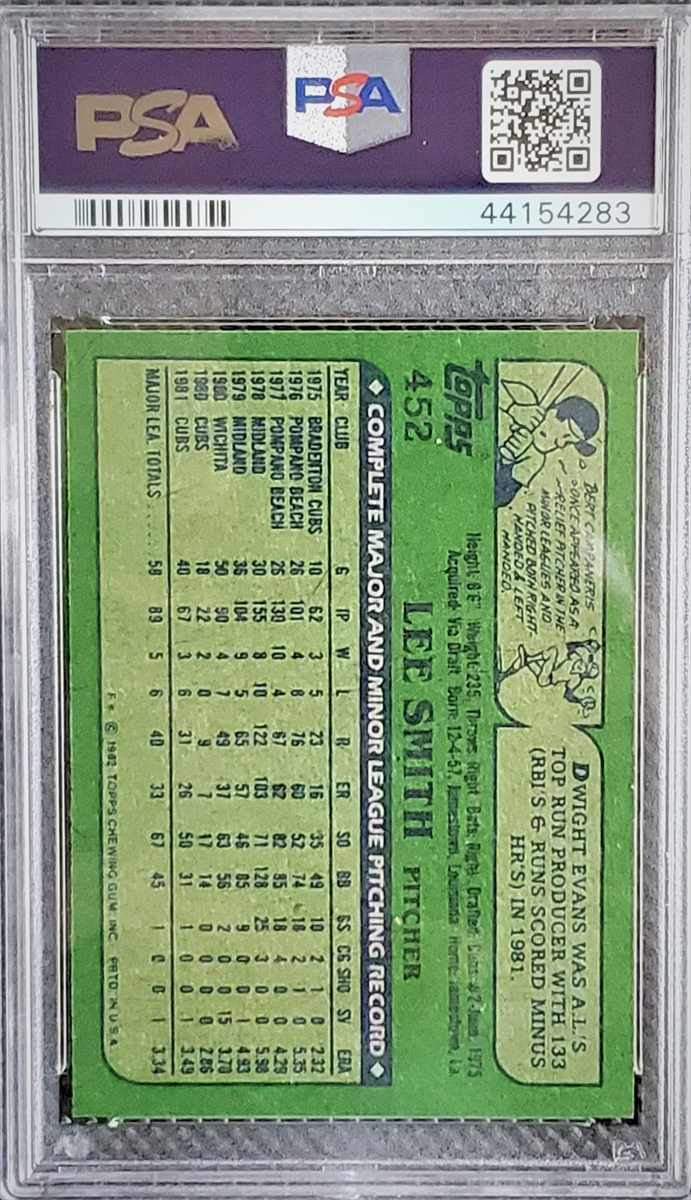 PSA
PSA
44154283
BERT CAMPANERIS
ONCE APPEARED AS A
RELIEF PITCHER IN THE
MINOR LEAGUES AND
PITCHED BOTH RIGHT-
HANDED & LEFT
HANDED.
DWIGHT EVANS WAS A.L.'S
TOP RUN PRODUCER WITH 133
(RBI'S & RUNS SCORED MINUS
HR'S) IN 1981.
topps
452
LEE SMITH PITCHER
Height: 6'6" Weight: 235 Throws: Right Bats: Right Drafted: Cubs #2-June, 1975
Acquired: Via Draft Born: 12-4-57, Jamestown, Louisiana Home: Jamestown, La.
◆ COMPLETE MAJOR AND MINOR LEAGUE PITCHING RECORD ◆
YEAR CLUB G IP W L R ER SO BB GS CG SHO SV ERA
1975 BRADENTON CUBS 10 62 3 5 23 16 35 49 10 2 1 0 2.32
1976 POMPANO BEACH 26 101 4 8 76 60 52 74 18 2 1 0 5.35
1977 POMPANO BEACH 26 130 10 4 67 62 82 85 18 4 0 0 4.29
1978 MIDLAND 30 155 8 10 122 103 71 128 25 3 0 0 5.98
1979 MIDLAND 36 104 9 5 65 57 46 85 9 0 0 1 4.93
1980 WICHITA 50 90 4 7 49 37 63 56 2 0 0 15 3.70
1980 CUBS 18 22 2 0 9 7 17 14 0 0 0 0 2.86
1981 CUBS 40 67 3 6 31 26 50 31 1 0 0 1 3.49
MAJOR LEA. TOTALS...... 58 89 5 6 40 33 67 45 1 0 0 1 3.34
© 1982 TOPPS CHEWING GUM, INC. PRTD. IN U.S.A.